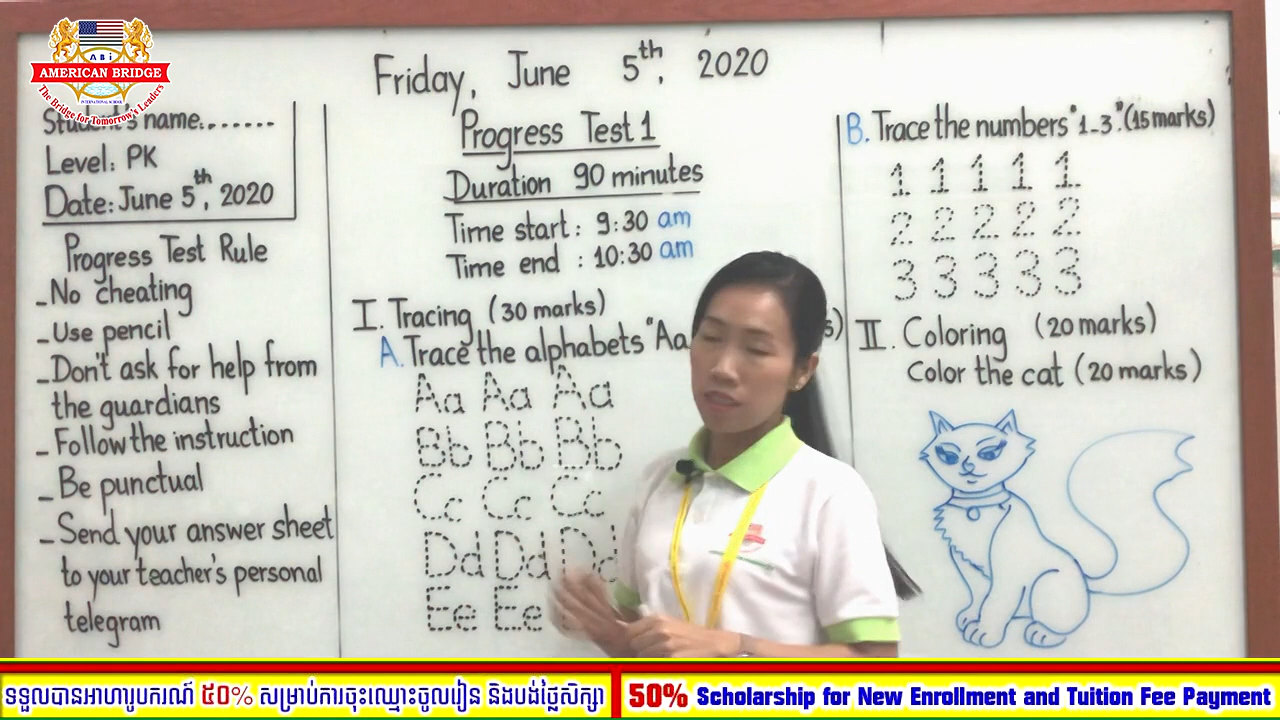 ABi
AMERICAN BRIDGE
INTERNATIONAL SCHOOL
The Bridge for Tomorrow's Leaders
Friday, June 5th, 2020
Student's name:.......
Level: PK
Date: June 5th, 2020
Progress Test Rule
- No cheating
- Use pencil
- Don't ask for help from
the guardians
- Follow the instruction
- Be punctual
- Send your answer sheet
to your teacher's personal
telegram
Progress Test 1
Duration 90 minutes
Time start: 9:30 am
Time end : 10:30 am
I. Tracing (30 marks)
A. Trace the alphabets "Aa
Aa Aa Aa
Bb Bb Bb
Cc Cc Cc
Dd Dd Dd
Ee Ee
B. Trace the numbers "1-3". (15 marks)
1 1 1 1 1
2 2 2 2 2
3 3 3 3 3
II. Coloring (20 marks)
Color the cat (20 marks)
ទទួលបានអាហារូបករណ៍ ៥០% សម្រាប់ការចុះឈ្មោះចូលរៀន និងបង់ថ្លៃសិក្សា
50% Scholarship for New Enrollment and Tuition Fee Payment